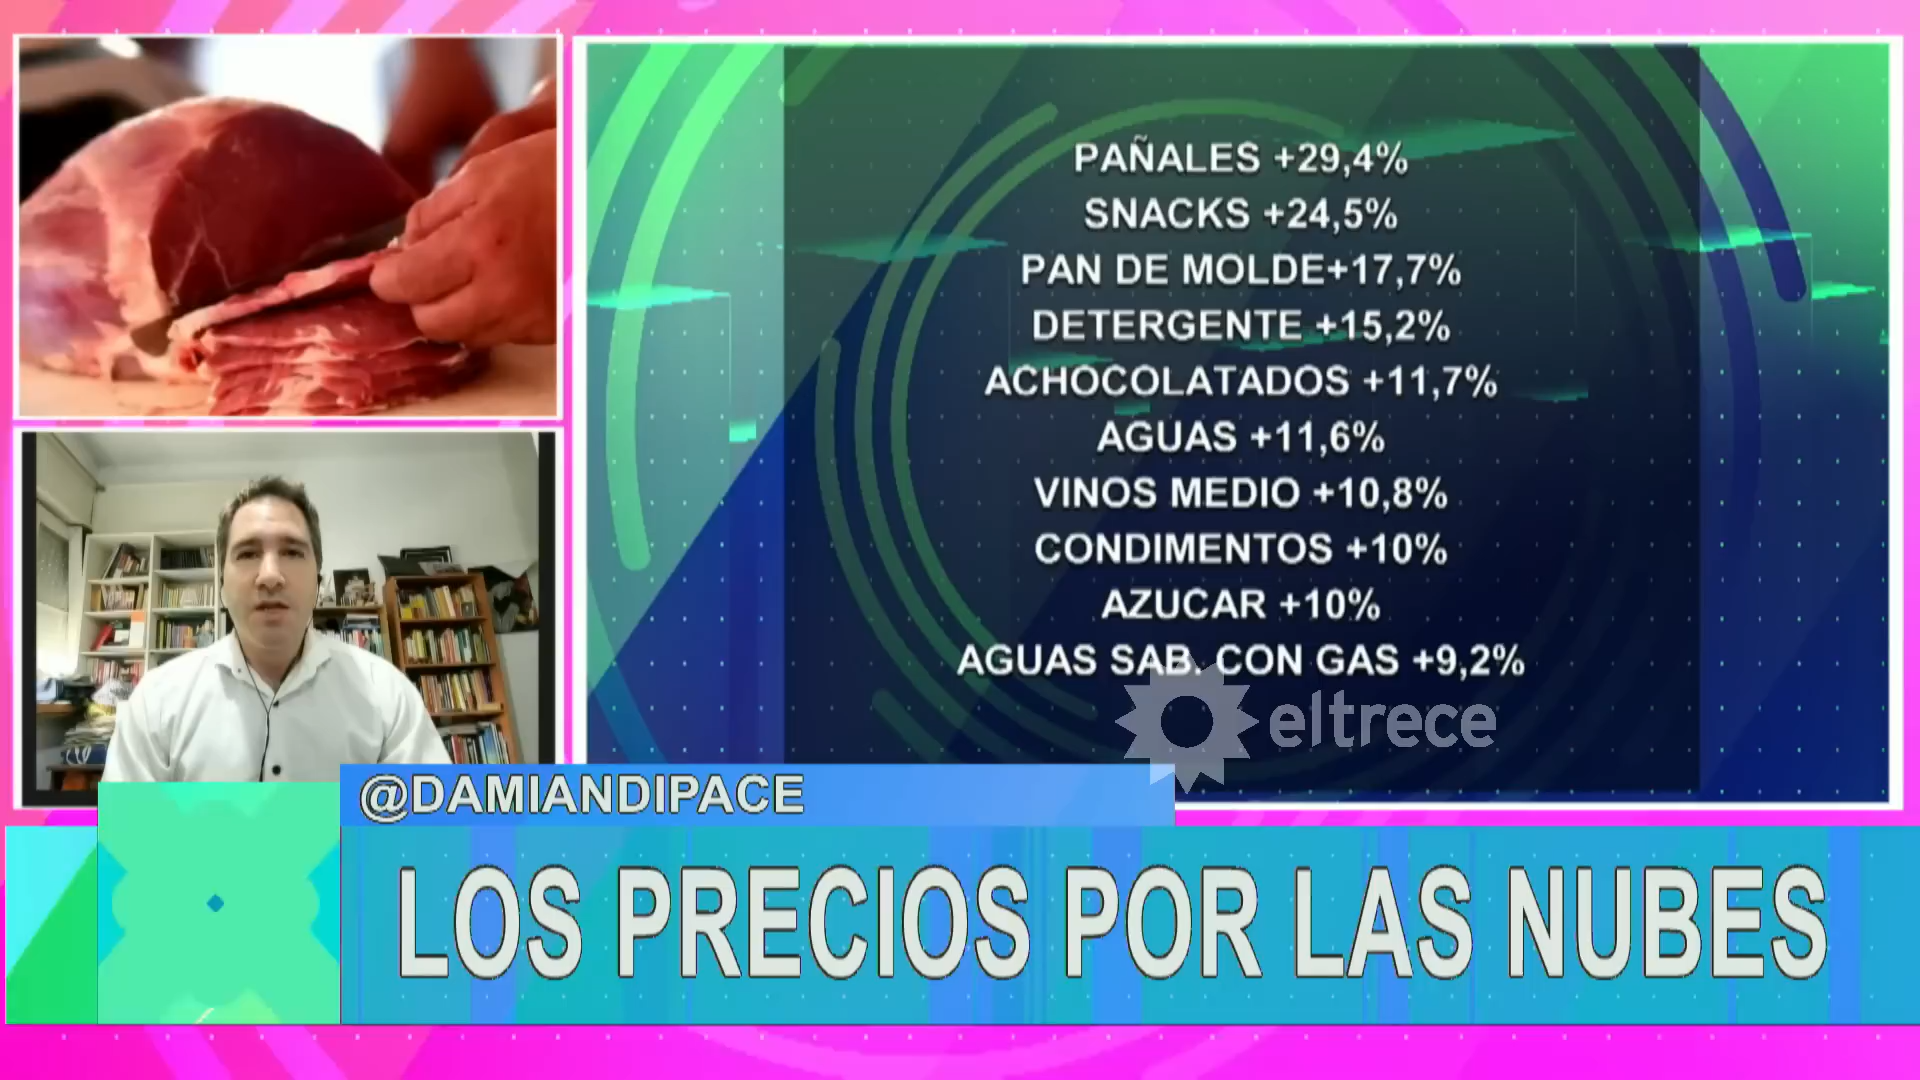 PAÑALES +29,4%
SNACKS +24,5%
PAN DE MOLDE+17,7%
DETERGENTE +15,2%
ACHOCOLATADOS +11,7%
AGUAS +11,6%
VINOS MEDIO +10,8%
CONDIMENTOS +10%
AZUCAR +10%
AGUAS SAB. CON GAS +9,2%
eltrece
@DAMIANDIPACE
LOS PRECIOS POR LAS NUBES